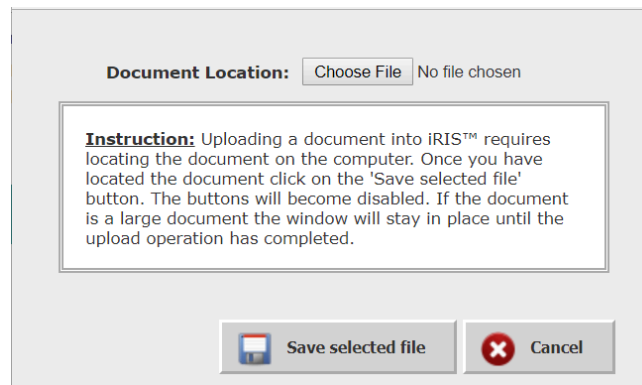 Document Location: Choose File No file chosen
Instruction: Uploading a document into iRIS™ requires
locating the document on the computer. Once you have
located the document click on the 'Save selected file'
button. The buttons will become disabled. If the document
is a large document the window will stay in place until the
upload operation has completed.
Save selected file Cancel